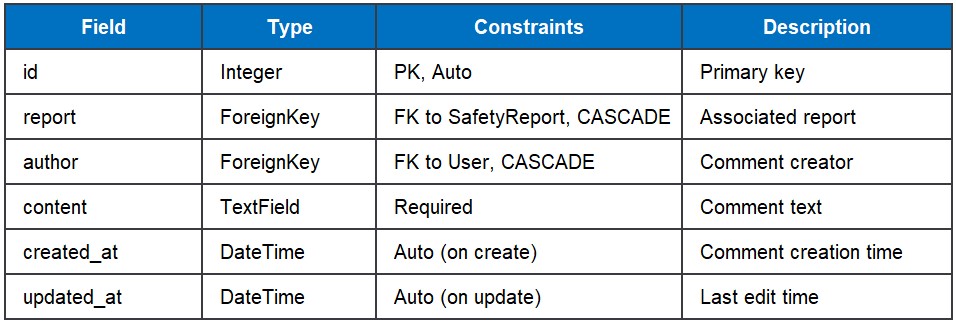 Field Type Constraints Description
id Integer PK, Auto Primary key
report ForeignKey FK to SafetyReport, CASCADE Associated report
author ForeignKey FK to User, CASCADE Comment creator
content TextField Required Comment text
created_at DateTime Auto (on create) Comment creation time
updated_at DateTime Auto (on update) Last edit time